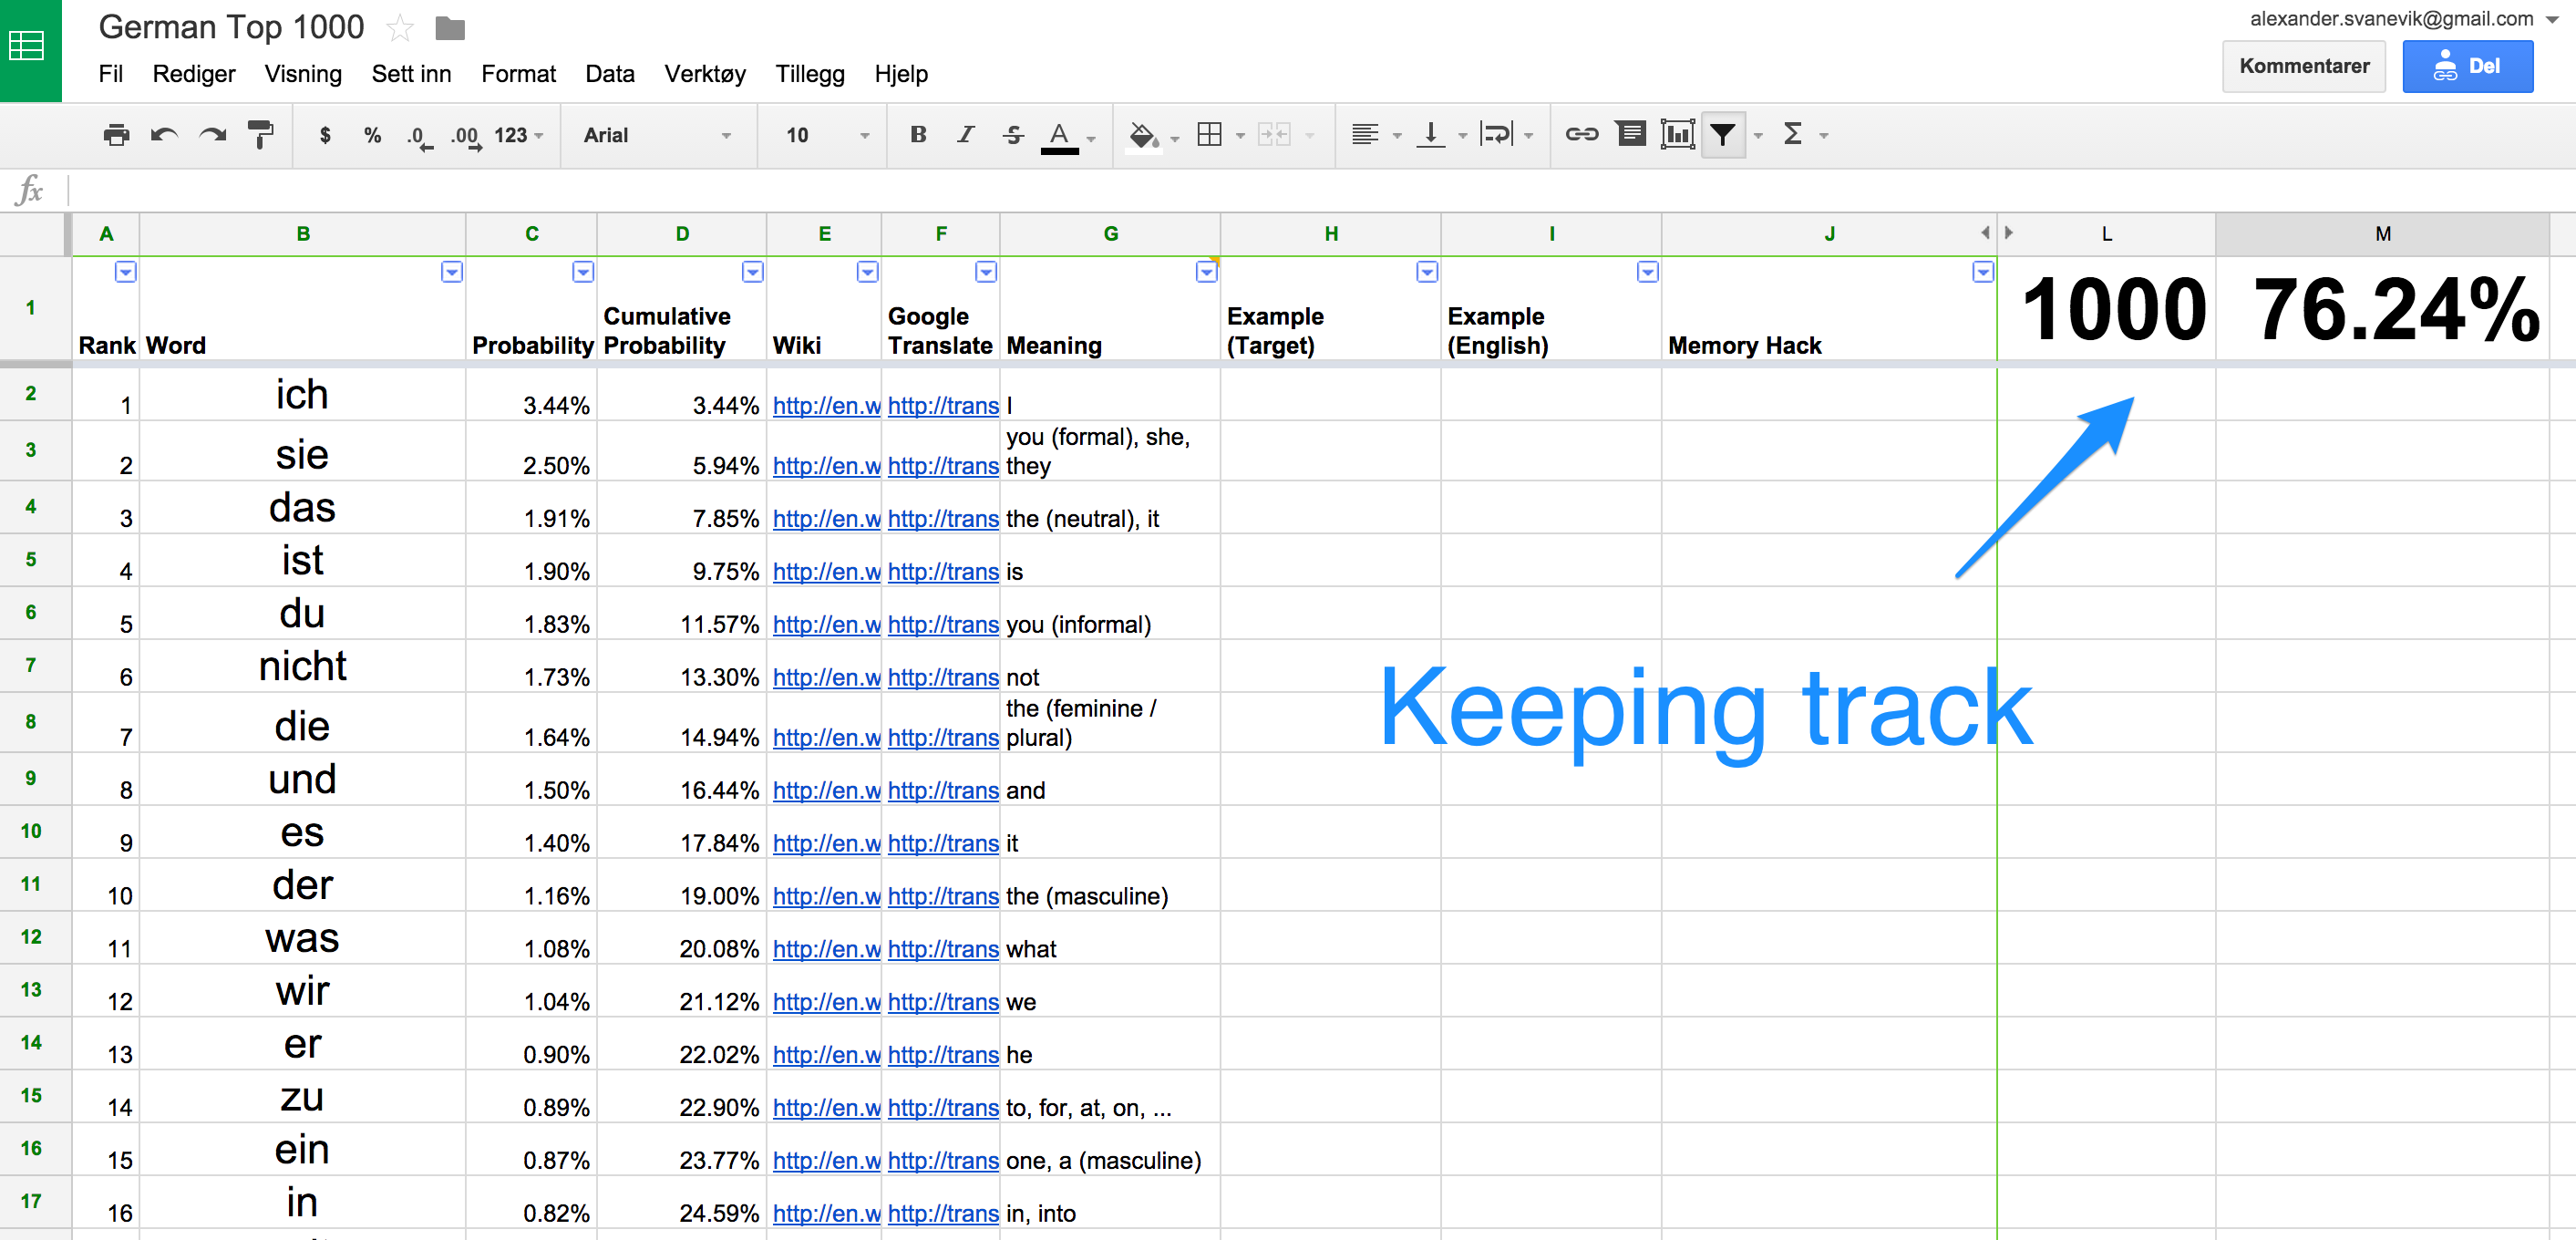 German Top 1000
alexander.svanevik@gmail.com
Fil Rediger Visning Sett inn Format Data Verktøy Tillegg Hjelp
Kommentarer Del
$ % .0 .00 123 Arial 10 B I S A Σ
fx
A B C D E F G H I J L M
1 Rank Word Probability Cumulative Probability Wiki Google Translate Meaning Example (Target) Example (English) Memory Hack 1000 76.24%
2 1 ich 3.44% 3.44% http://en.w http://trans I
3 2 sie 2.50% 5.94% http://en.w http://trans you (formal), she, they
4 3 das 1.91% 7.85% http://en.w http://trans the (neutral), it
5 4 ist 1.90% 9.75% http://en.w http://trans is
6 5 du 1.83% 11.57% http://en.w http://trans you (informal)
7 6 nicht 1.73% 13.30% http://en.w http://trans not
Keeping track
8 7 die 1.64% 14.94% http://en.w http://trans the (feminine / plural)
9 8 und 1.50% 16.44% http://en.w http://trans and
10 9 es 1.40% 17.84% http://en.w http://trans it
11 10 der 1.16% 19.00% http://en.w http://trans the (masculine)
12 11 was 1.08% 20.08% http://en.w http://trans what
13 12 wir 1.04% 21.12% http://en.w http://trans we
14 13 er 0.90% 22.02% http://en.w http://trans he
15 14 zu 0.89% 22.90% http://en.w http://trans to, for, at, on, ...
16 15 ein 0.87% 23.77% http://en.w http://trans one, a (masculine)
17 16 in 0.82% 24.59% http://en.w http://trans in, into